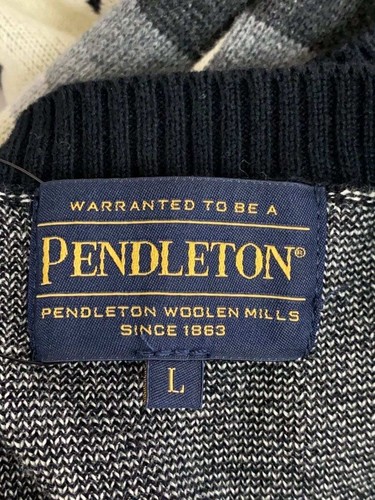 WARRANTED TO BE A
PENDLETON®
PENDLETON WOOLEN MILLS
SINCE 1863
L